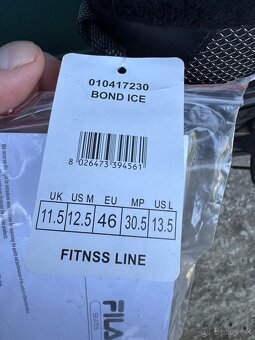 010417230
BOND ICE
8 026473 394561
UK US M EU MP US L
11.5 12.5 46 30.5 13.5
FITNSS LINE
FILA
SKATES